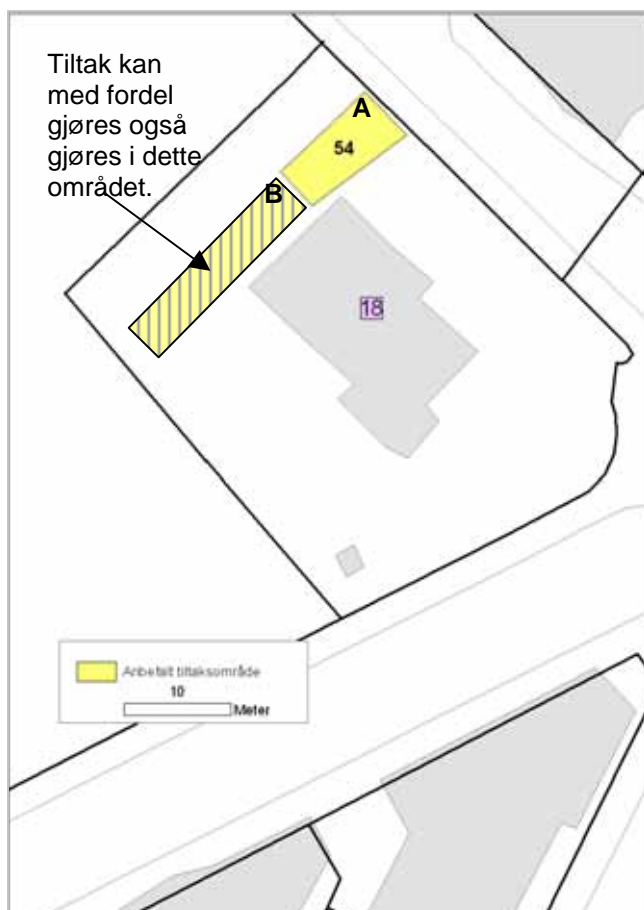 Tiltak kan
med fordel
gjøres også
gjøres i dette
området.
A
54
B
18
Anbefalt tiltaksområde
10
Meter